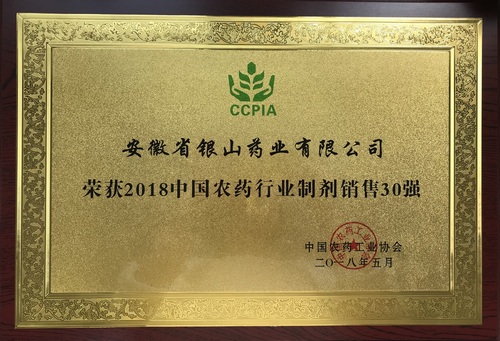 CCPIA
安徽省银山药业有限公司
荣获2018中国农药行业制剂销售30强
中国农药工业协会
二〇一八年五月